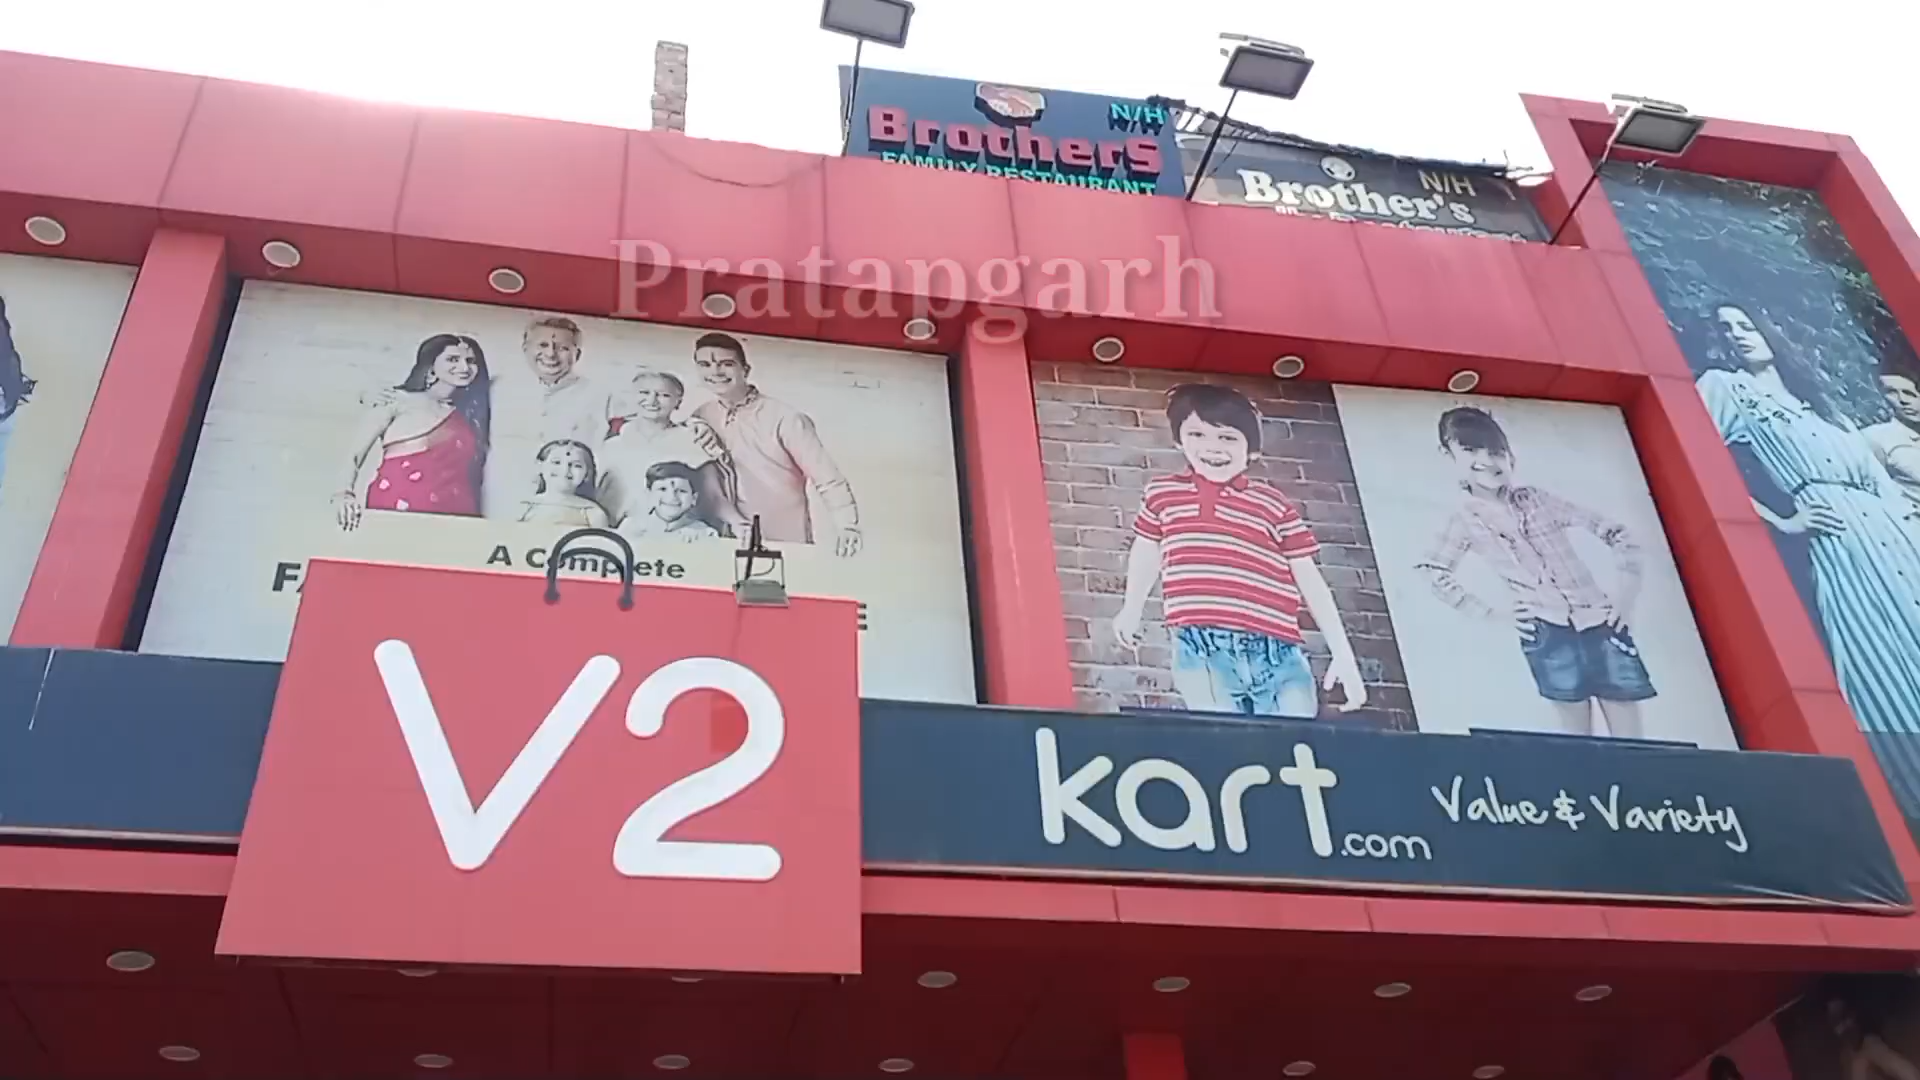 N/H
Brothers
FAMILY RESTAURANT
N/H
Brother's
Pratapgarh
A Complete
V2
kart.com
Value & Variety